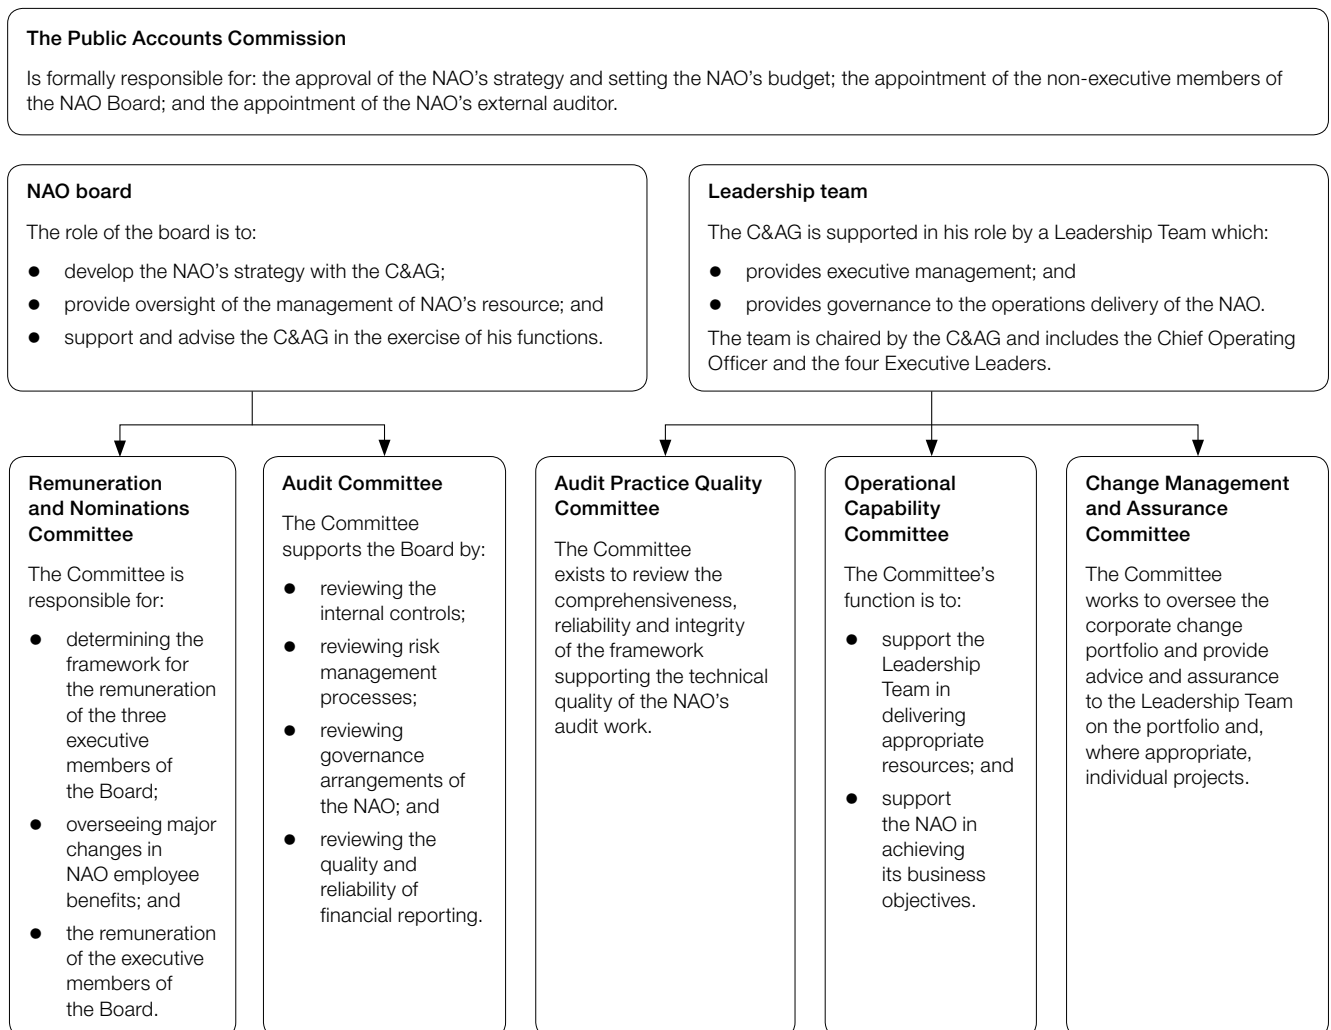 The Public Accounts Commission
Is formally responsible for: the approval of the NAO’s strategy and setting the NAO’s budget; the appointment of the non-executive members of
the NAO Board; and the appointment of the NAO’s external auditor.
NAO board
The role of the board is to:
● develop the NAO’s strategy with the C&AG;
● provide oversight of the management of NAO’s resource; and
● support and advise the C&AG in the exercise of his functions.
Leadership team
The C&AG is supported in his role by a Leadership Team which:
● provides executive management; and
● provides governance to the operations delivery of the NAO.
The team is chaired by the C&AG and includes the Chief Operating
Officer and the four Executive Leaders.
Remuneration
and Nominations
Committee
The Committee is
responsible for:
● determining the
framework for
the remuneration
of the three
executive
members of
the Board;
● overseeing major
changes in
NAO employee
benefits; and
● the remuneration
of the executive
members of
the Board.
Audit Committee
The Committee
supports the Board by:
● reviewing the
internal controls;
● reviewing risk
management
processes;
● reviewing
governance
arrangements of
the NAO; and
● reviewing the
quality and
reliability of
financial reporting.
Audit Practice Quality
Committee
The Committee
exists to review the
comprehensiveness,
reliability and integrity
of the framework
supporting the technical
quality of the NAO’s
audit work.
Operational
Capability
Committee
The Committee’s
function is to:
● support the
Leadership
Team in
delivering
appropriate
resources; and
● support
the NAO in
achieving
its business
objectives.
Change Management
and Assurance
Committee
The Committee
works to oversee the
corporate change
portfolio and provide
advice and assurance
to the Leadership Team
on the portfolio and,
where appropriate,
individual projects.